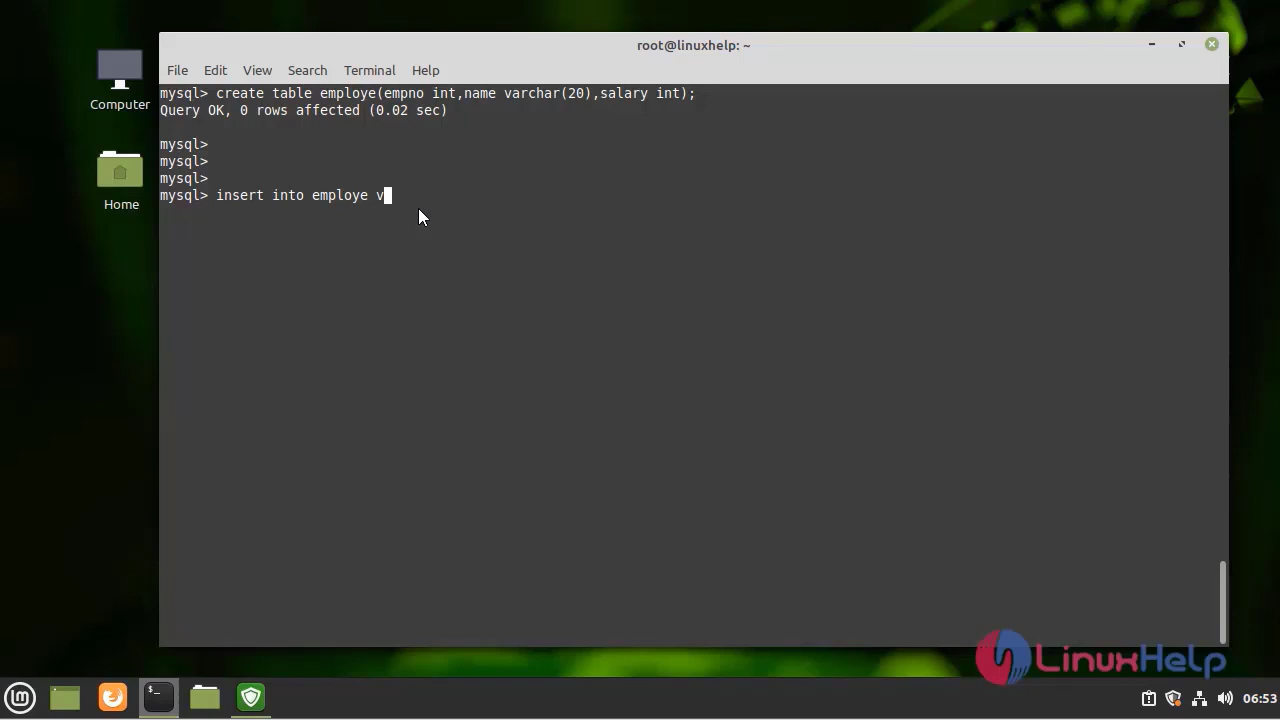 root@linuxhelp: ~
File Edit View Search Terminal Help
mysql> create table employe(empno int,name varchar(20),salary int);
Query OK, 0 rows affected (0.02 sec)
mysql>
mysql>
mysql>
mysql> insert into employe v
Computer
Home
LinuxHelp
06:53